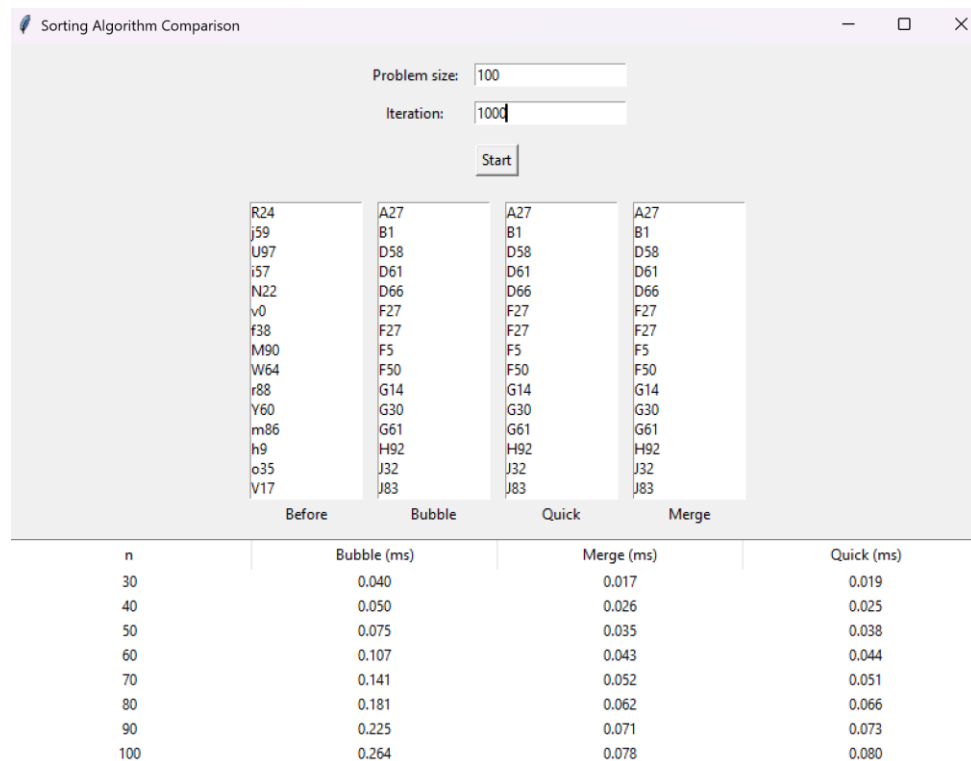 Sorting Algorithm Comparison
Problem size: 100
Iteration: 1000
Start
R24 A27 A27 A27
j59 B1 B1 B1
U97 D58 D58 D58
i57 D61 D61 D61
N22 D66 D66 D66
v0 F27 F27 F27
f38 F27 F27 F27
M90 F5 F5 F5
W64 F50 F50 F50
r88 G14 G14 G14
Y60 G30 G30 G30
m86 G61 G61 G61
h9 H92 H92 H92
o35 J32 J32 J32
V17 J83 J83 J83
Before Bubble Quick Merge
n Bubble (ms) Merge (ms) Quick (ms)
30 0.040 0.017 0.019
40 0.050 0.026 0.025
50 0.075 0.035 0.038
60 0.107 0.043 0.044
70 0.141 0.052 0.051
80 0.181 0.062 0.066
90 0.225 0.071 0.073
100 0.264 0.078 0.080